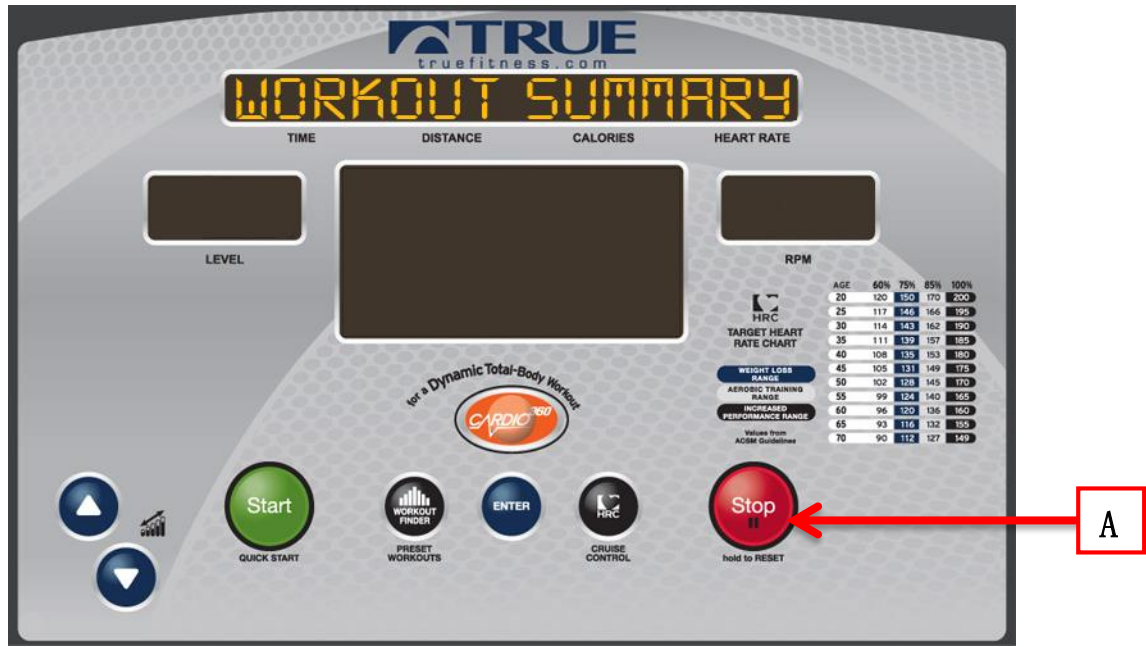 TRUE
truefitness.com
WORKOUT SUMMARY
TIME DISTANCE CALORIES HEART RATE
LEVEL
RPM
HRC
TARGET HEART
RATE CHART
WEIGHT LOSS
RANGE
AEROBIC TRAINING
RANGE
INCREASED
PERFORMANCE RANGE
Values from
ACSM Guidelines
AGE 60% 75% 85% 100%
20 120 150 170 200
25 117 146 166 195
30 114 143 162 190
35 111 139 157 185
40 108 135 153 180
45 105 131 149 175
50 102 128 145 170
55 99 124 140 165
60 96 120 136 160
65 93 116 132 155
70 90 112 127 149
for a Dynamic Total-Body Workout
CARDIO 360
Start
QUICK START
WORKOUT
FINDER
PRESET
WORKOUTS
ENTER
HRC
CRUISE
CONTROL
Stop
hold to RESET
A